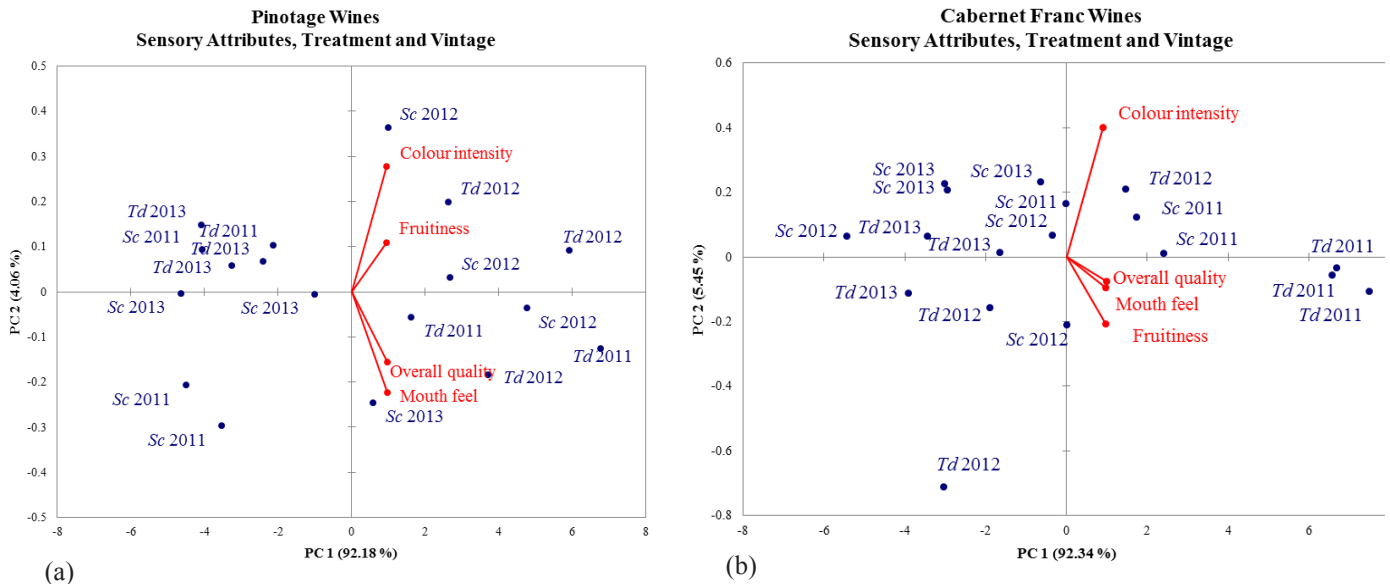 Pinotage Wines
Sensory Attributes, Treatment and Vintage
0.5
0.4
0.3
0.2
0.1
0
-0.1
-0.2
-0.3
-0.4
-0.5
PC 2 (4.06 %)
Sc 2012
Colour intensity
Td 2012
Td 2013
Sc 2011
Td 2011
Td 2013
Td 2013
Fruitiness
Td 2012
Sc 2012
Sc 2013
Sc 2013
Td 2011
Sc 2012
Td 2011
Overall quality
Td 2012
Mouth feel
Sc 2011
Sc 2013
Sc 2011
-8
-6
-4
-2
0
2
4
6
8
PC 1 (92.18 %)
(a)
Cabernet Franc Wines
Sensory Attributes, Treatment and Vintage
0.6
0.4
0.2
0
-0.2
-0.4
-0.6
-0.8
PC 2 (5.45 %)
Colour intensity
Sc 2013
Sc 2013
Sc 2013
Td 2012
Sc 2011
Sc 2011
Sc 2012
Td 2013
Sc 2012
Td 2013
Sc 2011
Td 2011
Overall quality
Td 2013
Mouth feel
Td 2011
Td 2011
Td 2012
Sc 2012
Fruitiness
Td 2012
-8
-6
-4
-2
0
2
4
6
PC 1 (92.34 %)
(b)